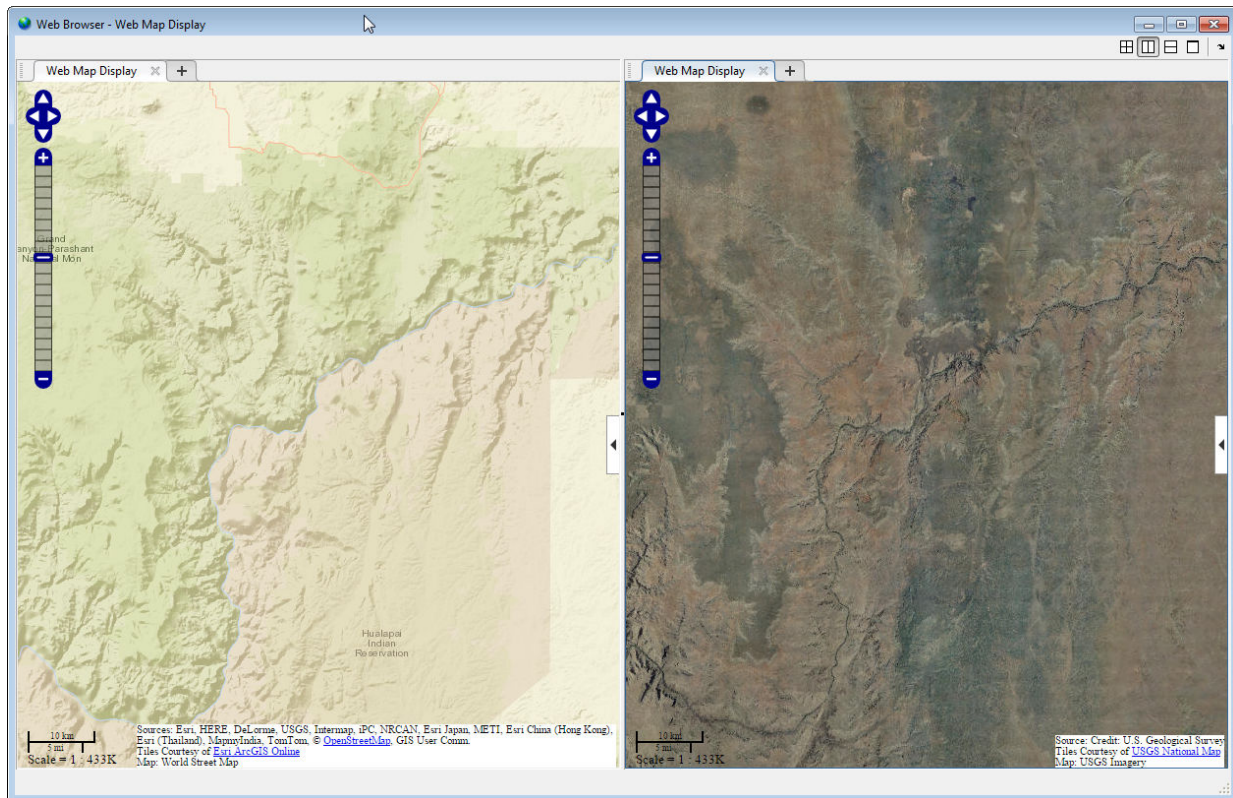 Web Browser - Web Map Display
Web Map Display
Grand
anyon-Parashant
Nat al Mon
Hualapai
Indian
Reservation
10 km
5 mi
Scale = 1 : 433K
Sources: Esri, HERE, DeLorme, USGS, Intermap, iPC, NRCAN, Esri Japan, METI, Esri China (Hong Kong),
Esri (Thailand), MapmyIndia, TomTom, © OpenStreetMap, GIS User Comm.
Tiles Courtesy of Esri ArcGIS Online
Map: World Street Map
Web Map Display
10 km
5 mi
Scale = 1 : 433K
Source: Credit: U.S. Geological Survey
Tiles Courtesy of USGS National Map
Map: USGS Imagery